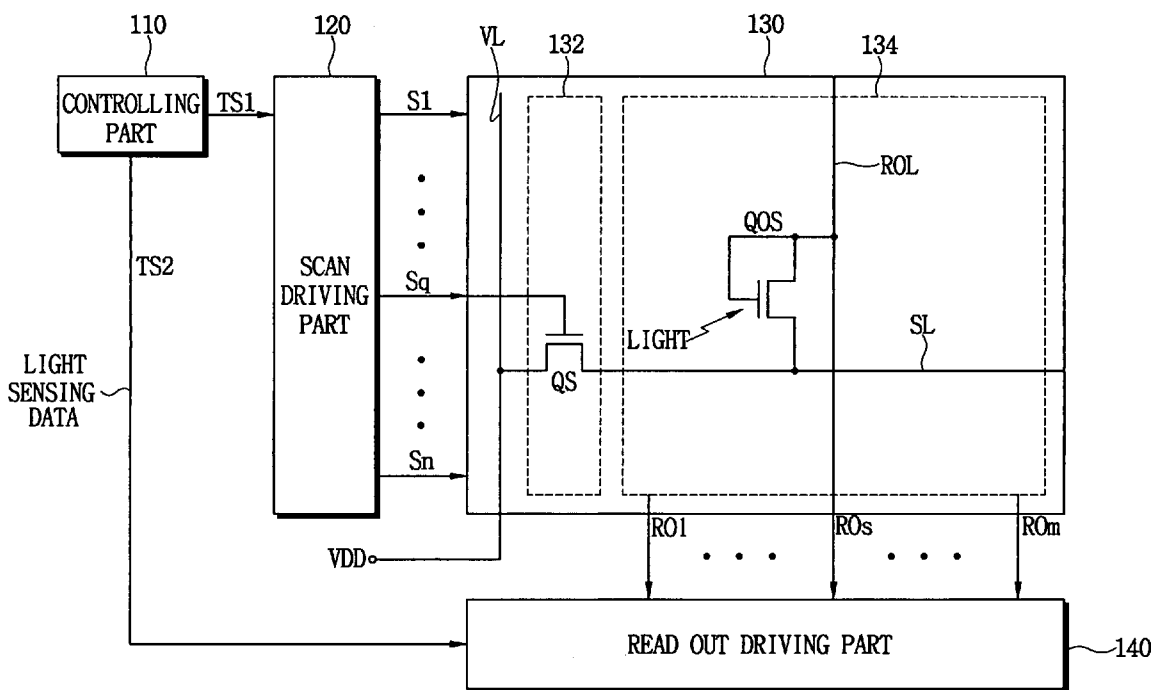 110
120
VL
132
130
134
CONTROLLING
PART
TS1
S1
ROL
QOS
TS2
SCAN
DRIVING
PART
Sq
LIGHT
SL
QS
LIGHT
SENSING
DATA
Sn
VDD
RO1
ROs
ROm
READ OUT DRIVING PART
140